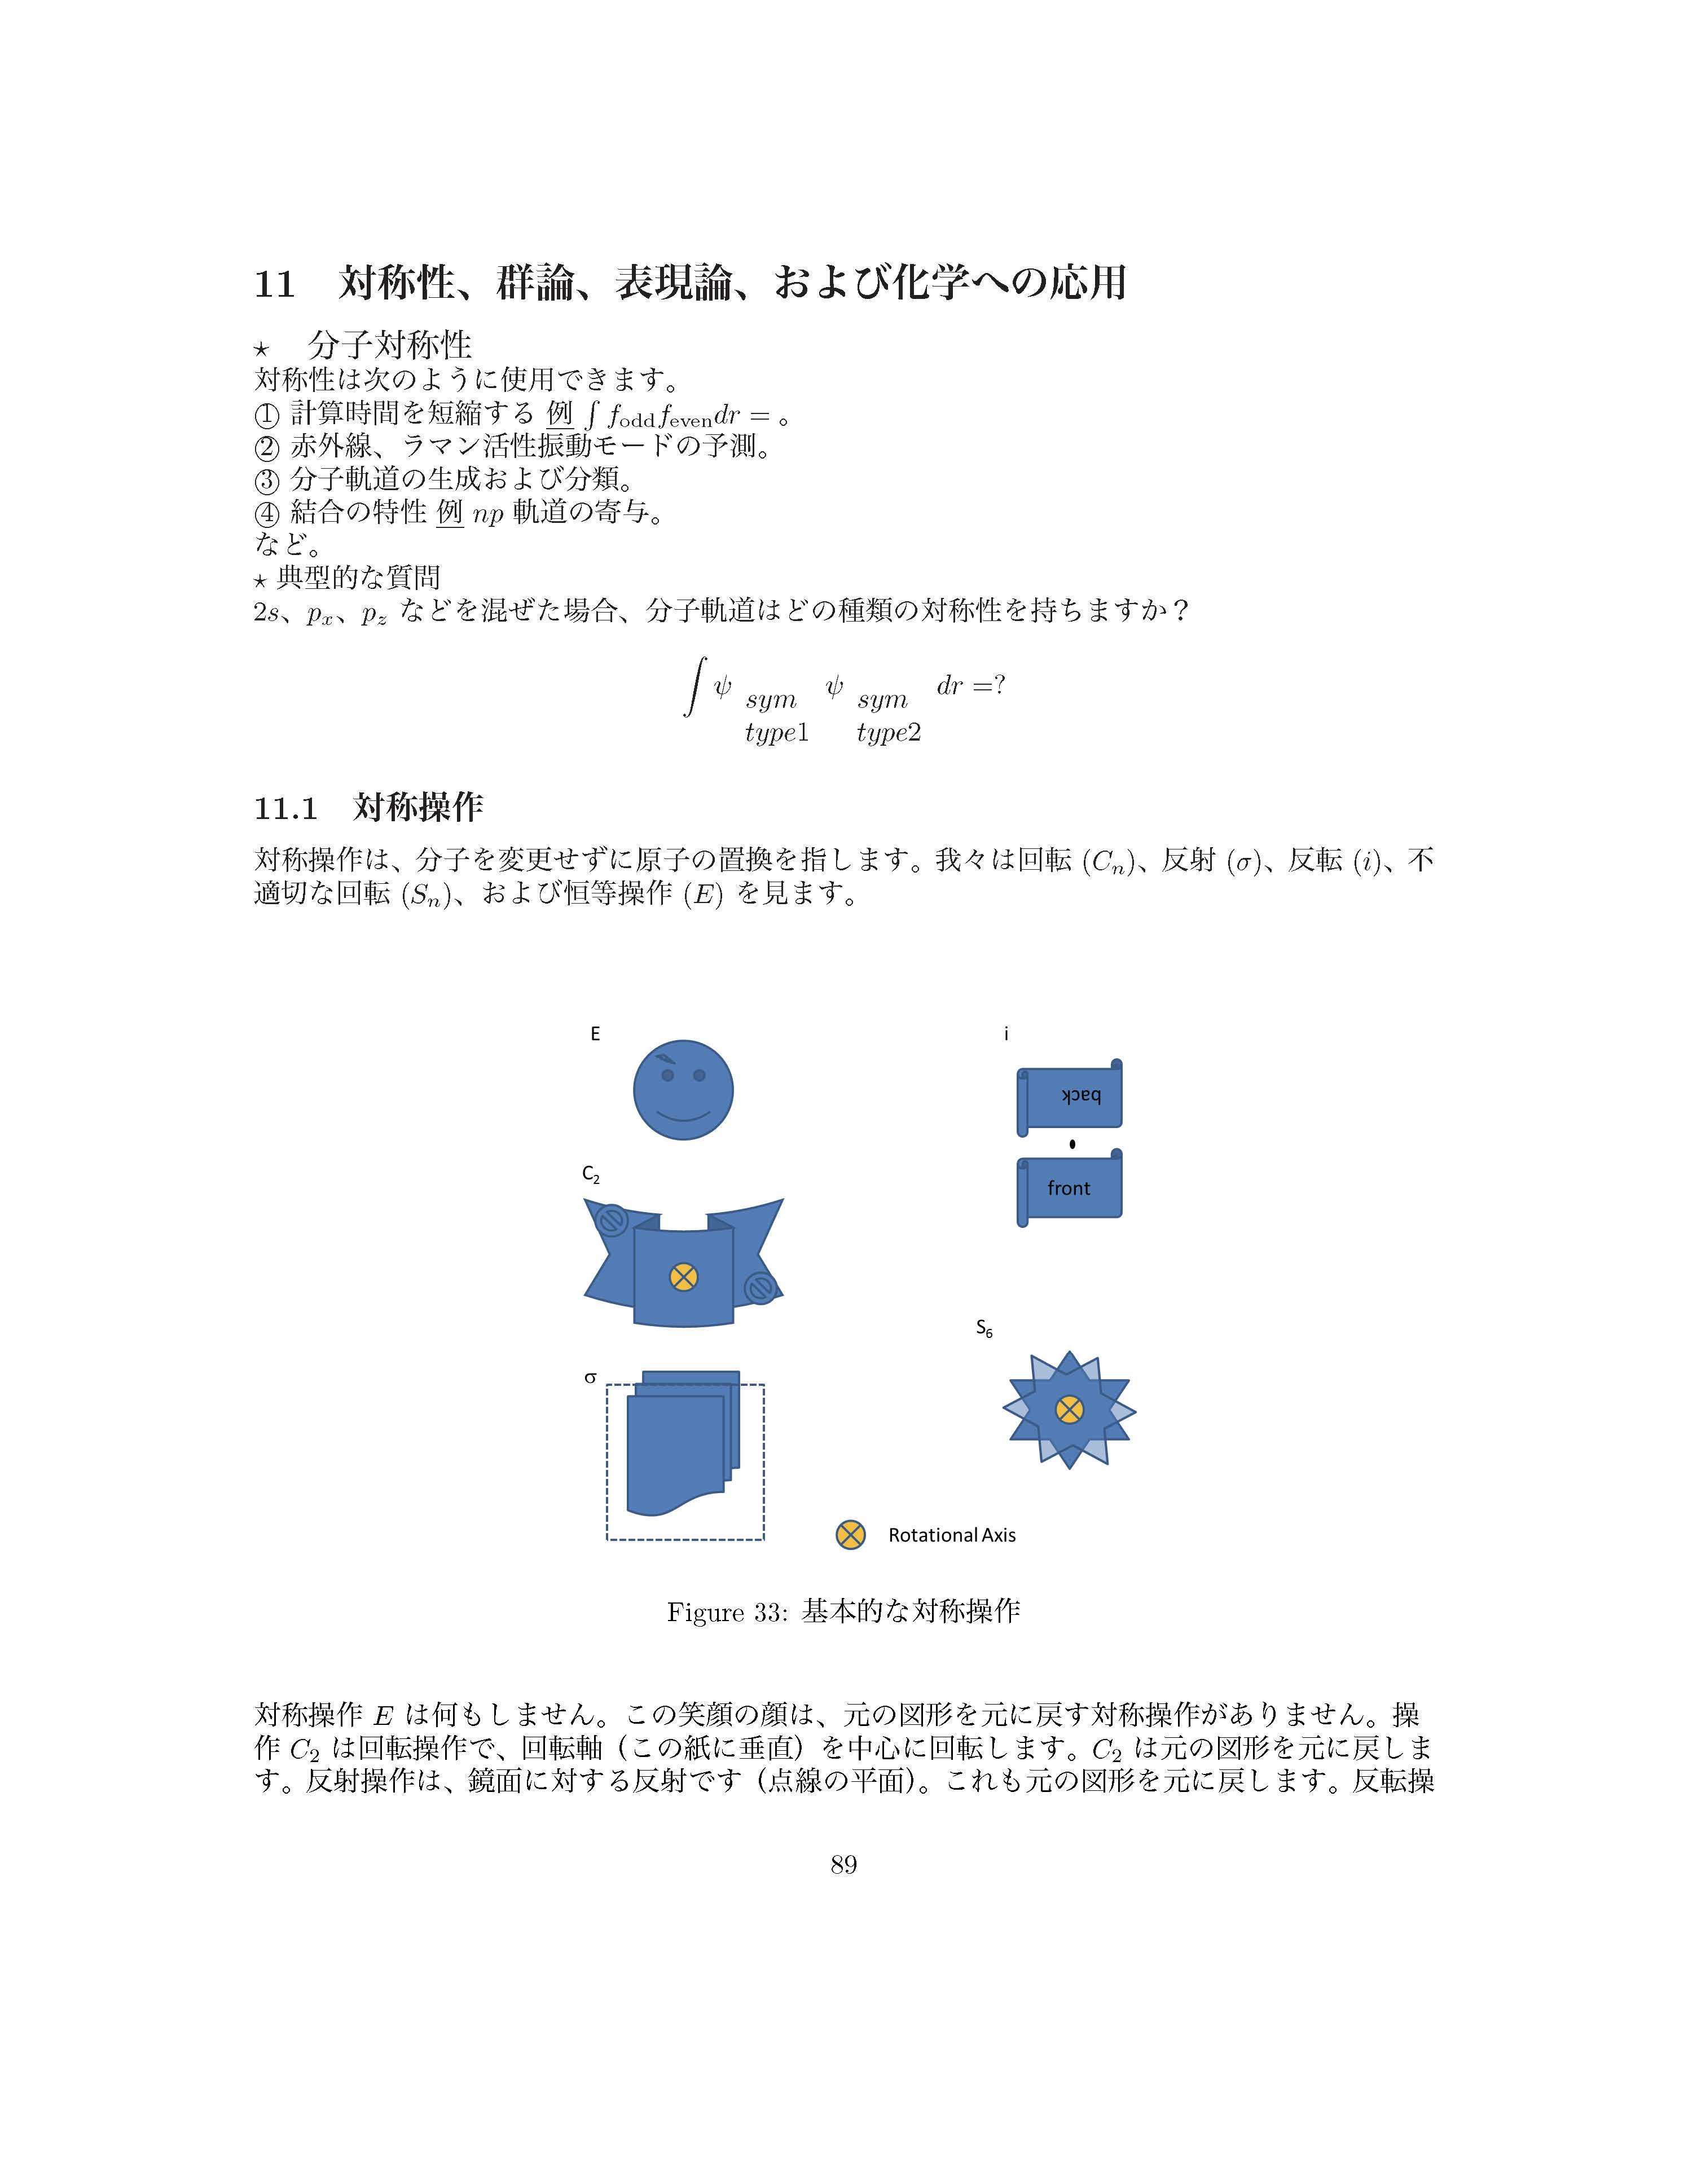 11 対称性、群論、表現論、および化学への応用
⋆ 分子対称性
対称性は次のように使用できます。
① 計算時間を短縮する 例 ∫ f_odd f_even dr = 。
② 赤外線、ラマン活性振動モードの予測。
③ 分子軌道の生成および分類。
④ 結合の特性 例 np 軌道の寄与。
など。
⋆ 典型的な質問
2s、p_x、p_z などを混ぜた場合、分子軌道はどの種類の対称性を持ちますか？
∫ ψ sym type1 ψ sym type2 dr =?
11.1 対称操作
対称操作は、分子を変更せずに原子の置換を指します。我々は回転 (C_n)、反射 (σ)、反転 (i)、不
適切な回転 (S_n)、および恒等操作 (E) を見ます。
E
i
back
front
C_2
S_6
σ
Rotational Axis
Figure 33: 基本的な対称操作
対称操作 E は何もしません。この笑顔の顔は、元の図形を元に戻す対称操作がありません。操
作 C_2 は回転操作で、回転軸（この紙に垂直）を中心に回転します。C_2 は元の図形を元に戻しま
す。反射操作は、鏡面に対する反射です（点線の平面）。これも元の図形を元に戻します。反転操
89